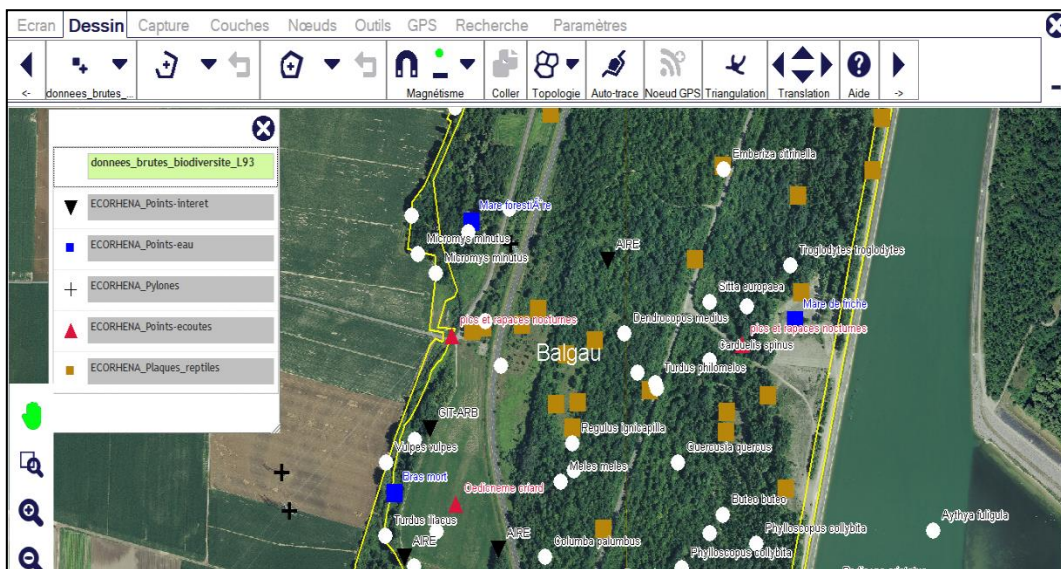 Ecran Dessin Capture Couches Nœuds Outils GPS Recherche Paramètres
<- donnees_brutes_... Magnétisme Coller Topologie Auto-trace Noeud GPS Triangulation Translation Aide ->
donnees_brutes_biodiversite_L93
ECORHENA_Points-interet
ECORHENA_Points-eau
ECORHENA_Pylones
ECORHENA_Points-ecoutes
ECORHENA_Plaques_reptiles
Emberiza citrinella
Mare forestiÃre
Micromys minutus
AIRE
Micromys minutus
Troglodytes troglodytes
Sitta europaea
Mare de friche
pics et rapaces nocturnes
Dendrocopus medius
pics et rapaces nocturnes
Carduelis spinus
Balgau
Turdus philomelos
GIT-ARB
Regulus ignicapilla
Vulpes vulpes
Quercusia quercus
Meles meles
Bras mort
Oedicneme criard
Buteo buteo
Turdus iliacus
AIRE
Phylloscopus collybita
Aythya fuligula
AIRE
Columba palumbus
Phylloscopus collybita